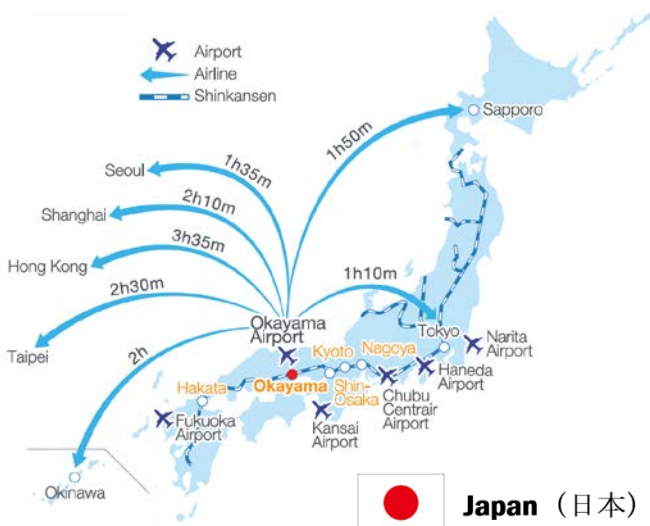 Airport
Airline
Shinkansen
Sapporo
1h50m
Seoul
1h35m
Shanghai
2h10m
Hong Kong
3h35m
2h30m
1h10m
Taipei
2h
Okayama
Airport
Tokyo
Narita
Airport
Kyoto
Nagoya
Haneda
Airport
Hakata
Okayama
Shin-
Osaka
Chubu
Centrair
Airport
Fukuoka
Airport
Kansai
Airport
Okinawa
Japan（日本）